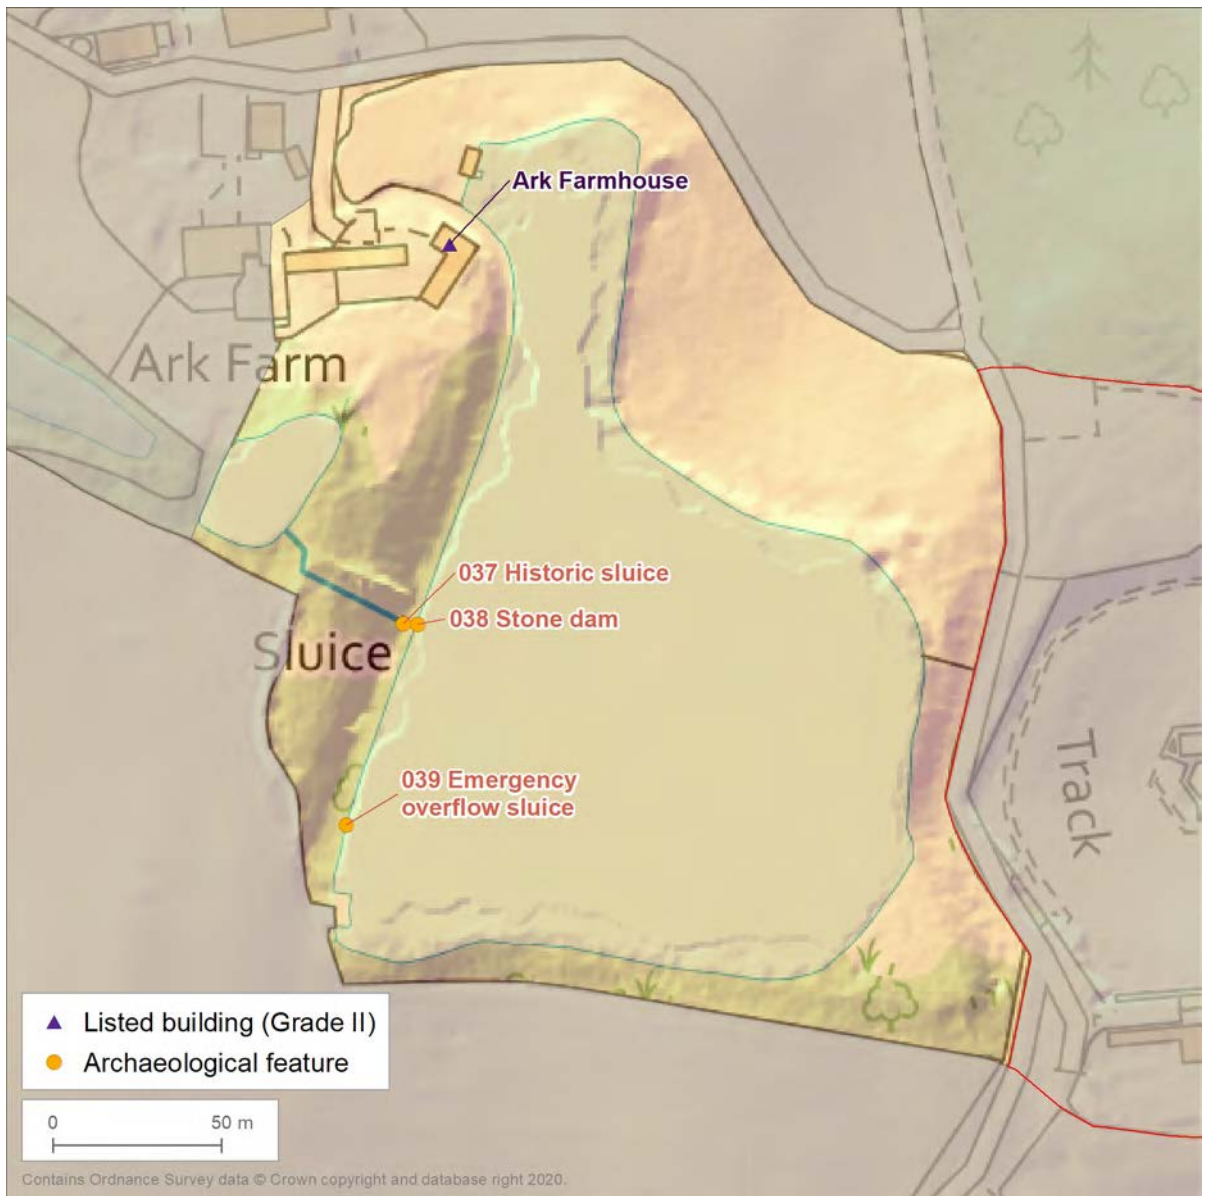 Ark Farmhouse
Ark Farm
037 Historic sluice
038 Stone dam
Sluice
039 Emergency
overflow sluice
Track
Listed building (Grade II)
Archaeological feature
0 50 m
Contains Ordnance Survey data © Crown copyright and database right 2020.